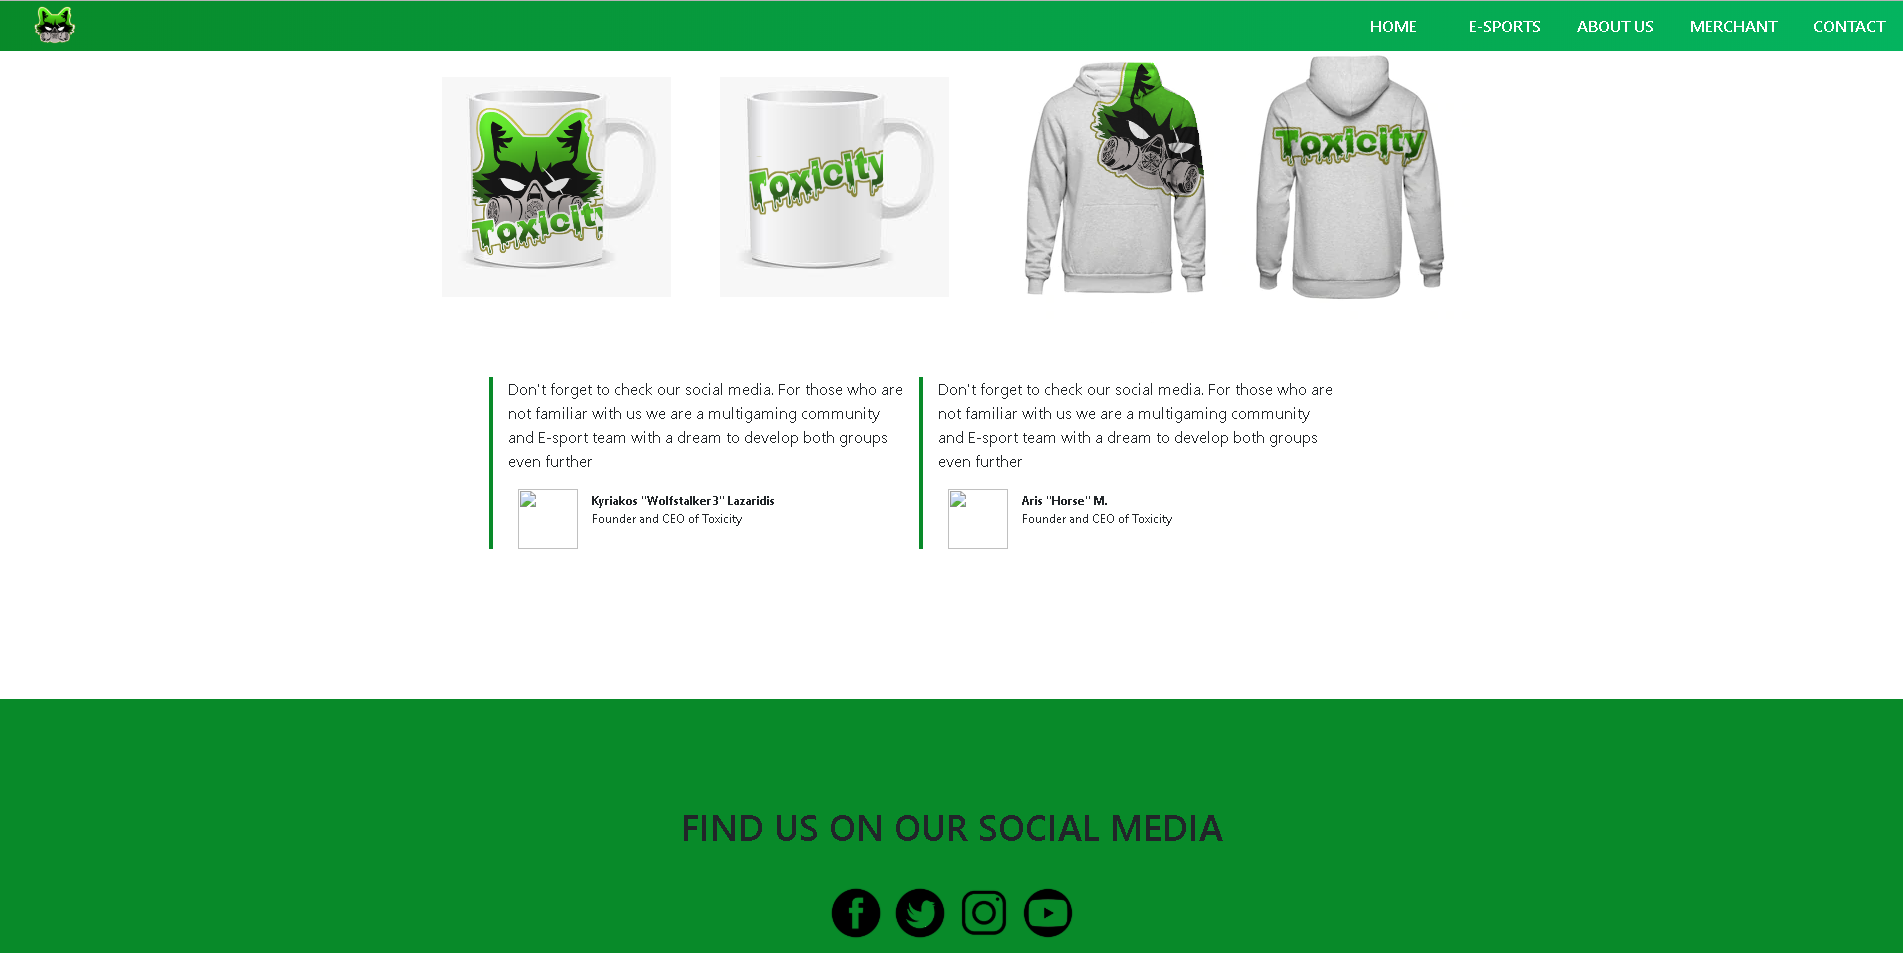 HOME E-SPORTS ABOUT US MERCHANT CONTACT
Toxicity
Toxicity
Toxicity
Don't forget to check our social media. For those who are
not familiar with us we are a multigaming community
and E-sport team with a dream to develop both groups
even further
Kyriakos "Wolfstalker3" Lazaridis
Founder and CEO of Toxicity
Don't forget to check our social media. For those who are
not familiar with us we are a multigaming community
and E-sport team with a dream to develop both groups
even further
Aris "Horse" M.
Founder and CEO of Toxicity
FIND US ON OUR SOCIAL MEDIA